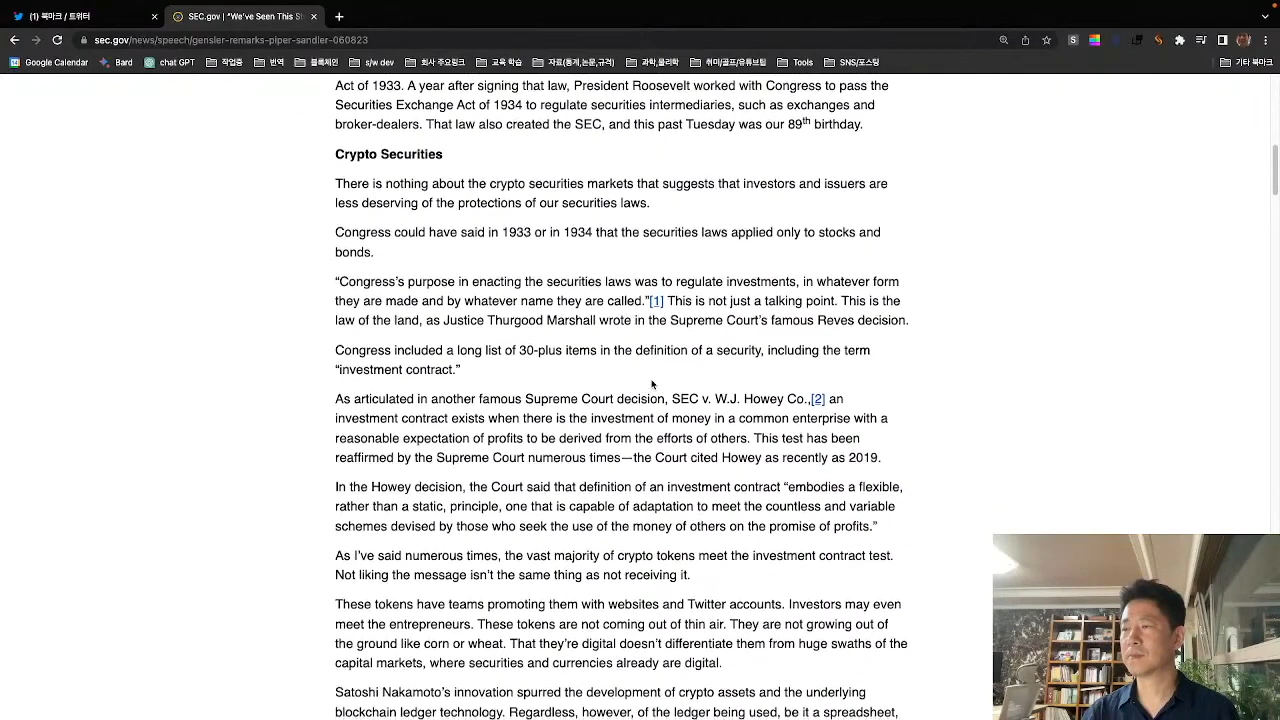 (1) 북마크 / 트위터
SEC.gov | "We've Seen This St
sec.gov/news/speech/gensler-remarks-piper-sandler-060823
Google Calendar
Bard
Chat GPT
작업중
번역
블록체인
s/w dev
회사·주요광고
교육·학습
자료(통계,논문,규격)
과학,물리학
취미/골프/유튜브팁
Tools
SNS/포스팅
기타 북마크
Act of 1933. A year after signing that law, President Roosevelt worked with Congress to pass the
Securities Exchange Act of 1934 to regulate securities intermediaries, such as exchanges and
broker-dealers. That law also created the SEC, and this past Tuesday was our 89th birthday.
Crypto Securities
There is nothing about the crypto securities markets that suggests that investors and issuers are
less deserving of the protections of our securities laws.
Congress could have said in 1933 or in 1934 that the securities laws applied only to stocks and
bonds.
“Congress’s purpose in enacting the securities laws was to regulate investments, in whatever form
they are made and by whatever name they are called.”[1] This is not just a talking point. This is the
law of the land, as Justice Thurgood Marshall wrote in the Supreme Court’s famous Reves decision.
Congress included a long list of 30-plus items in the definition of a security, including the term
“investment contract.”
As articulated in another famous Supreme Court decision, SEC v. W.J. Howey Co.,[2] an
investment contract exists when there is the investment of money in a common enterprise with a
reasonable expectation of profits to be derived from the efforts of others. This test has been
reaffirmed by the Supreme Court numerous times—the Court cited Howey as recently as 2019.
In the Howey decision, the Court said that definition of an investment contract “embodies a flexible,
rather than a static, principle, one that is capable of adaptation to meet the countless and variable
schemes devised by those who seek the use of the money of others on the promise of profits.”
As I’ve said numerous times, the vast majority of crypto tokens meet the investment contract test.
Not liking the message isn’t the same thing as not receiving it.
These tokens have teams promoting them with websites and Twitter accounts. Investors may even
meet the entrepreneurs. These tokens are not coming out of thin air. They are not growing out of
the ground like corn or wheat. That they’re digital doesn’t differentiate them from huge swaths of the
capital markets, where securities and currencies already are digital.
Satoshi Nakamoto’s innovation spurred the development of crypto assets and the underlying
blockchain ledger technology. Regardless, however, of the ledger being used, be it a spreadsheet,